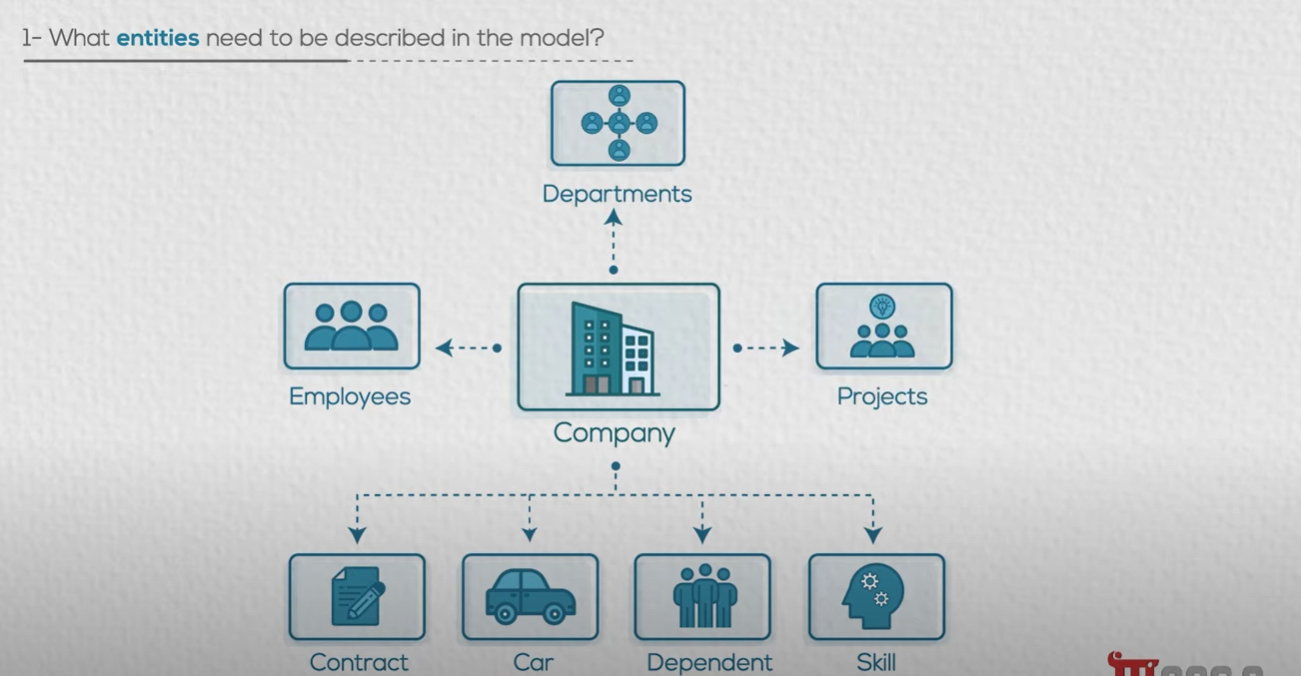 1- What entities need to be described in the model?
Departments
Employees
Company
Projects
Contract
Car
Dependent
Skill